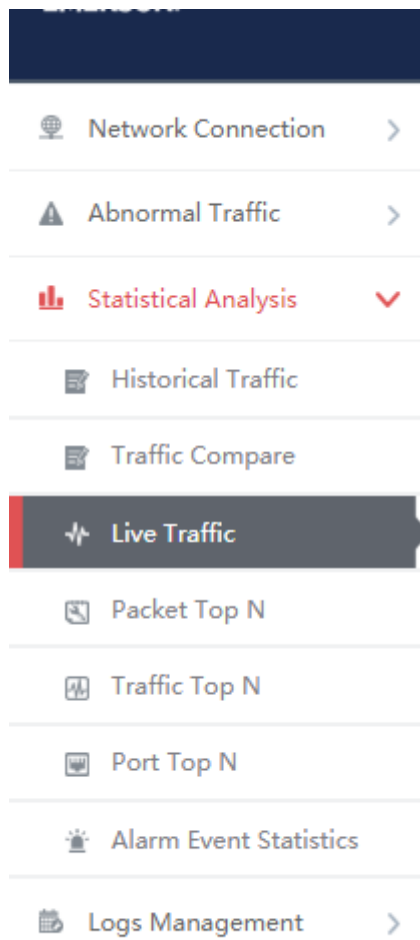 Network Connection
Abnormal Traffic
Statistical Analysis
Historical Traffic
Traffic Compare
Live Traffic
Packet Top N
Traffic Top N
Port Top N
Alarm Event Statistics
Logs Management